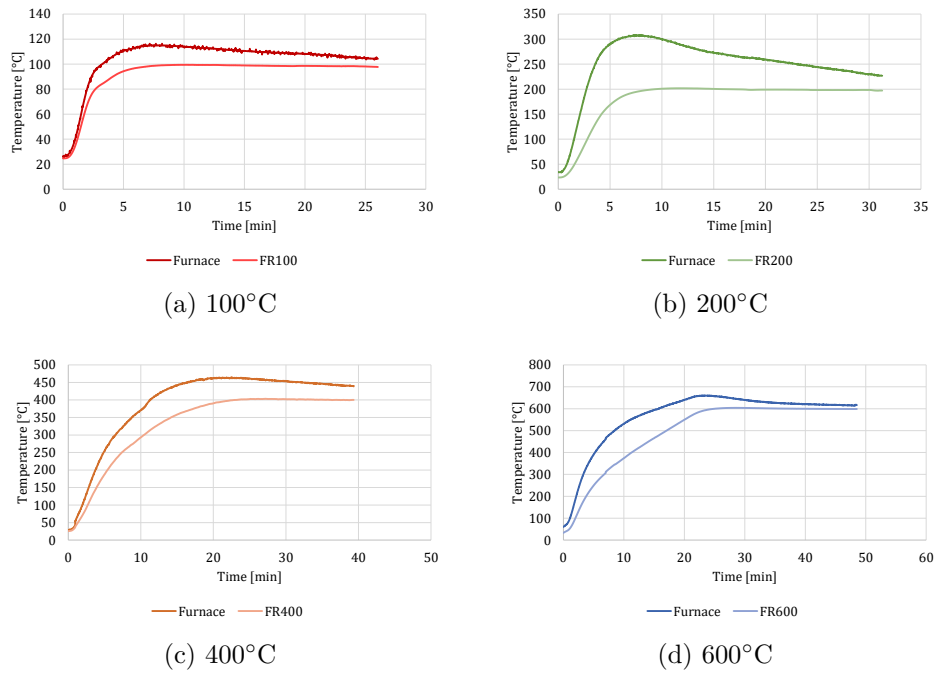 140
120
100
80
60
40
20
0
Temperature [°C]
0 5 10 15 20 25 30
Time [min]
Furnace FR100
(a) 100°C
350
300
250
200
150
100
50
0
Temperature [°C]
0 5 10 15 20 25 30 35
Time [min]
Furnace FR200
(b) 200°C
500
450
400
350
300
250
200
150
100
50
0
Temperature [°C]
0 10 20 30 40 50
Time [min]
Furnace FR400
(c) 400°C
800
700
600
500
400
300
200
100
0
Temperature [°C]
0 10 20 30 40 50 60
Time [min]
Furnace FR600
(d) 600°C